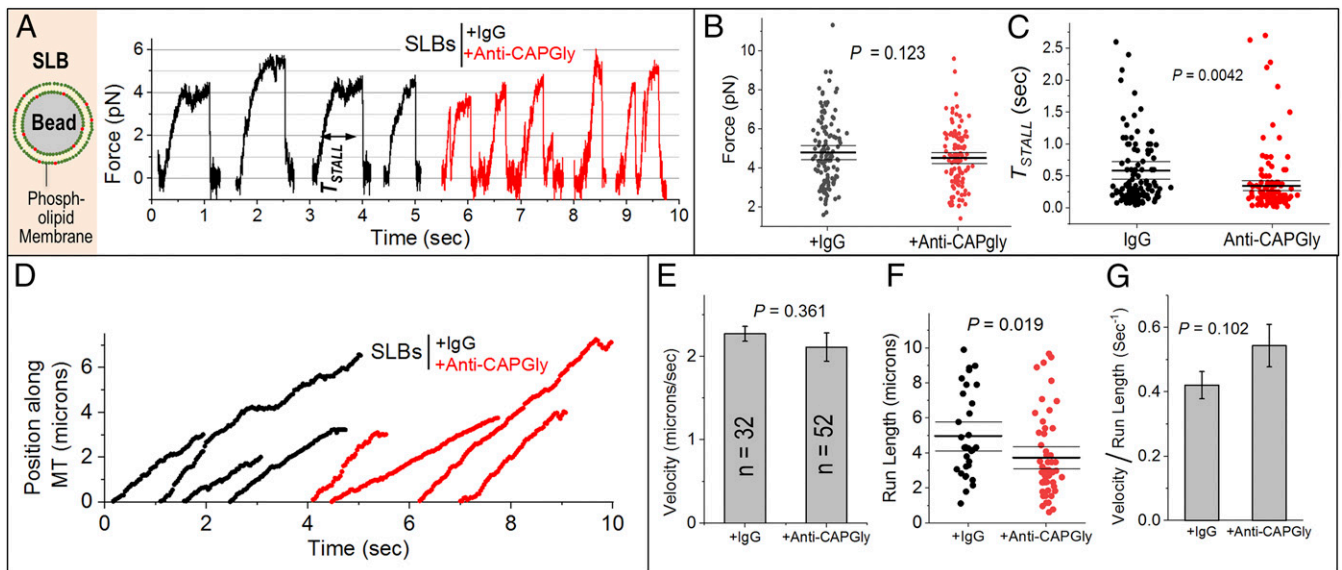 A
SLB
Bead
Phosph-
olipid
Membrane
Force (pN)
6
5
4
2
0
SLBs
+IgG
+Anti-CAPGly
TSTALL
0 1 2 3 4 5 6 7 8 9 10
Time (sec)
B
P = 0.123
Force (pN)
10
8
6
4
2
+IgG
+Anti-CAPgly
C
P = 0.0042
TSTALL (sec)
2.5
2.0
1.5
1.0
0.5
0.0
IgG
Anti-CAPGly
D
SLBs
+IgG
+Anti-CAPGly
Position along
MT (microns)
6
4
2
0
0 2 4 6 8 10
Time (sec)
E
P = 0.361
Velocity (microns/sec)
2
1
0
n = 32
n = 52
+IgG
+Anti-CAPGly
F
P = 0.019
Run Length (microns)
10
8
6
4
2
0
+IgG
+Anti-CAPGly
G
P = 0.102
Velocity / Run Length (Sec-1)
0.6
0.4
0.2
0.0
+IgG
+Anti-CAPGly